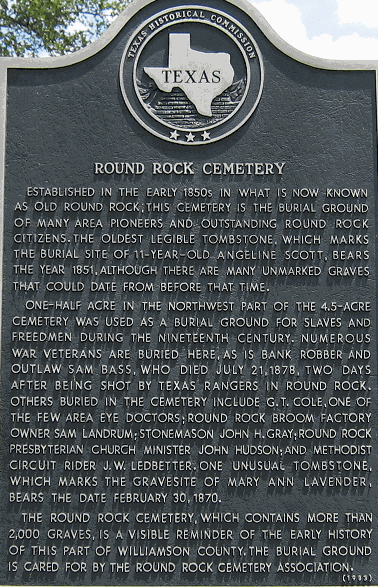 TEXAS HISTORICAL COMMISSION
TEXAS
ROUND ROCK CEMETERY
ESTABLISHED IN THE EARLY 1850s IN WHAT IS NOW KNOWN
AS OLD ROUND ROCK, THIS CEMETERY IS THE BURIAL GROUND
OF MANY AREA PIONEERS AND OUTSTANDING ROUND ROCK
CITIZENS. THE OLDEST LEGIBLE TOMBSTONE, WHICH MARKS
THE BURIAL SITE OF 11-YEAR-OLD ANGELINE SCOTT, BEARS
THE YEAR 1851, ALTHOUGH THERE ARE MANY UNMARKED GRAVES
THAT COULD DATE FROM BEFORE THAT TIME.
ONE-HALF ACRE IN THE NORTHWEST PART OF THE 4.5-ACRE
CEMETERY WAS USED AS A BURIAL GROUND FOR SLAVES AND
FREEDMEN DURING THE NINETEENTH CENTURY. NUMEROUS
WAR VETERANS ARE BURIED HERE, AS IS BANK ROBBER AND
OUTLAW SAM BASS, WHO DIED JULY 21, 1878, TWO DAYS
AFTER BEING SHOT BY TEXAS RANGERS IN ROUND ROCK.
OTHERS BURIED IN THE CEMETERY INCLUDE G. T. COLE, ONE OF
THE FEW AREA EYE DOCTORS; ROUND ROCK BROOM FACTORY
OWNER SAM LANDRUM; STONEMASON JOHN H. GRAY; ROUND ROCK
PRESBYTERIAN CHURCH MINISTER JOHN HUDSON; AND METHODIST
CIRCUIT RIDER J. W. LEDBETTER. ONE UNUSUAL TOMBSTONE,
WHICH MARKS THE GRAVESITE OF MARY ANN LAVENDER,
BEARS THE DATE FEBRUARY 30, 1870.
THE ROUND ROCK CEMETERY, WHICH CONTAINS MORE THAN
2,000 GRAVES, IS A VISIBLE REMINDER OF THE EARLY HISTORY
OF THIS PART OF WILLIAMSON COUNTY. THE BURIAL GROUND
IS CARED FOR BY THE ROUND ROCK CEMETERY ASSOCIATION.